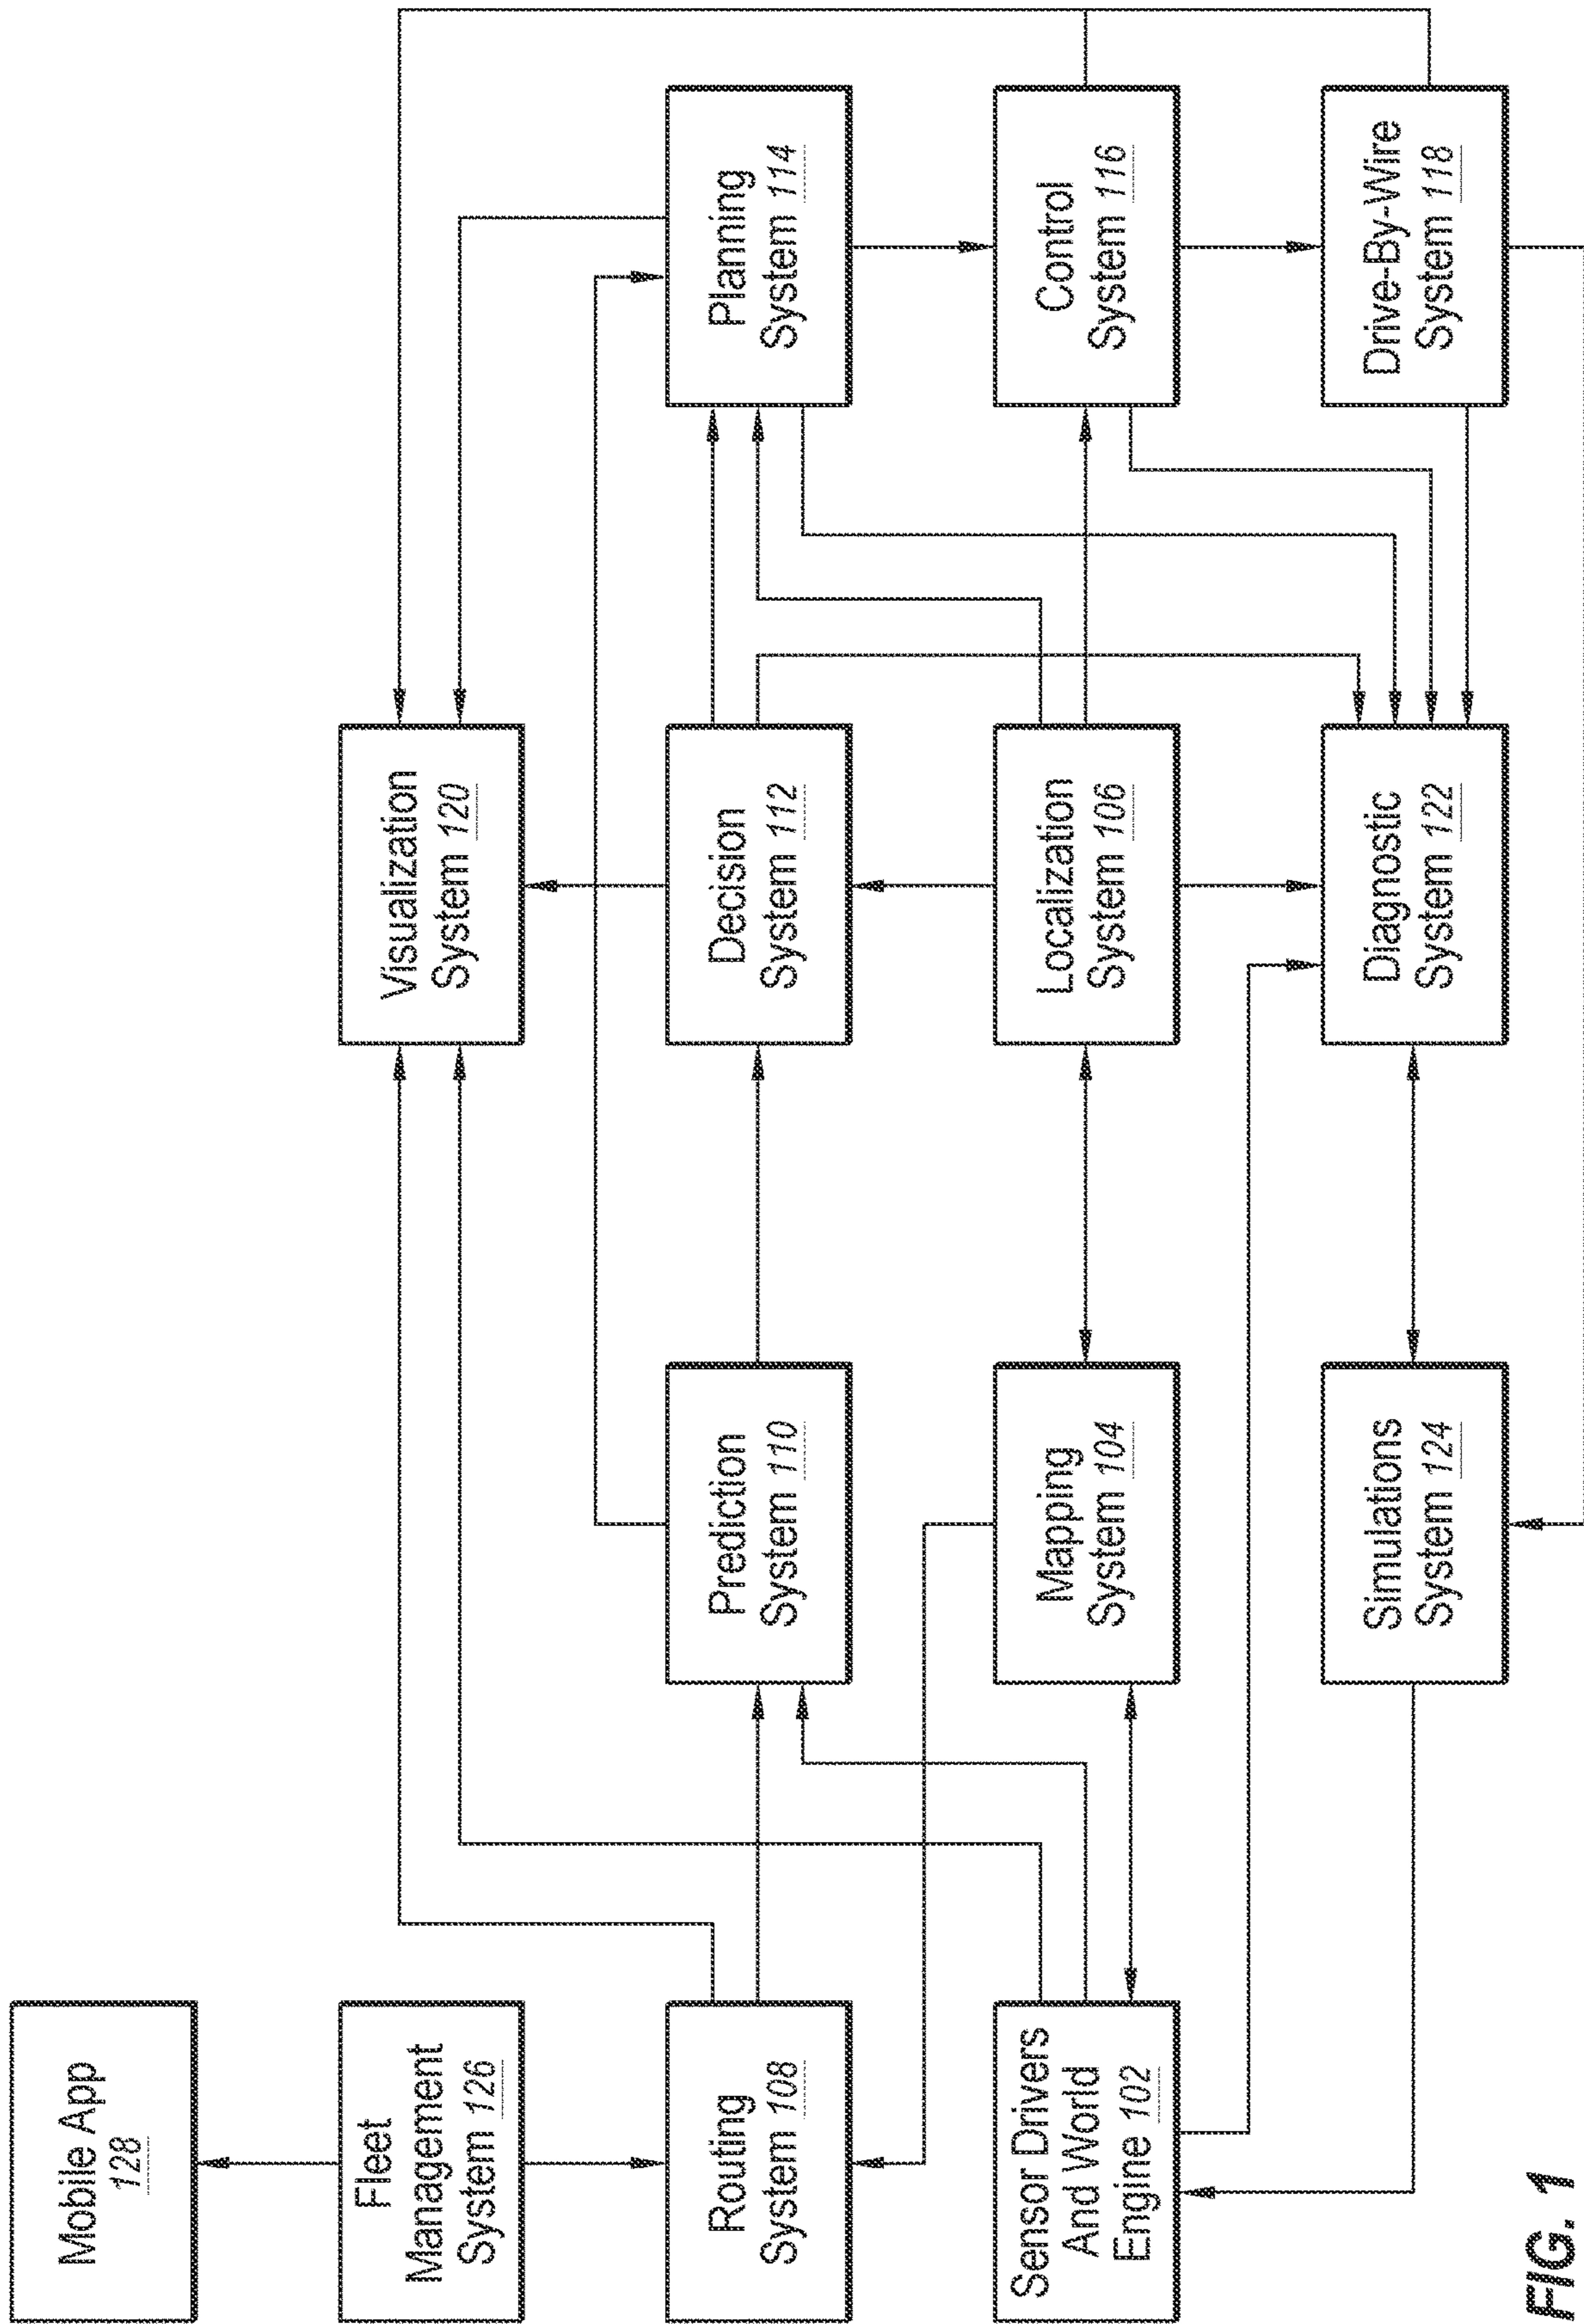 Mobile App
128
Fleet
Management
System 126
Visualization
System 120
Routing
System 108
Prediction
System 110
Decision
System 112
Planning
System 114
Sensor Drivers
And World
Engine 102
Mapping
System 104
Localization
System 106
Control
System 116
Simulations
System 124
Diagnostic
System 122
Drive-By-Wire
System 118
FIG. 1